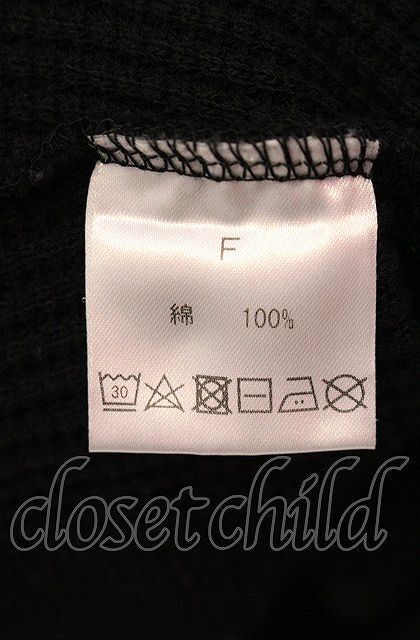 F
綿 100%
30
closet child